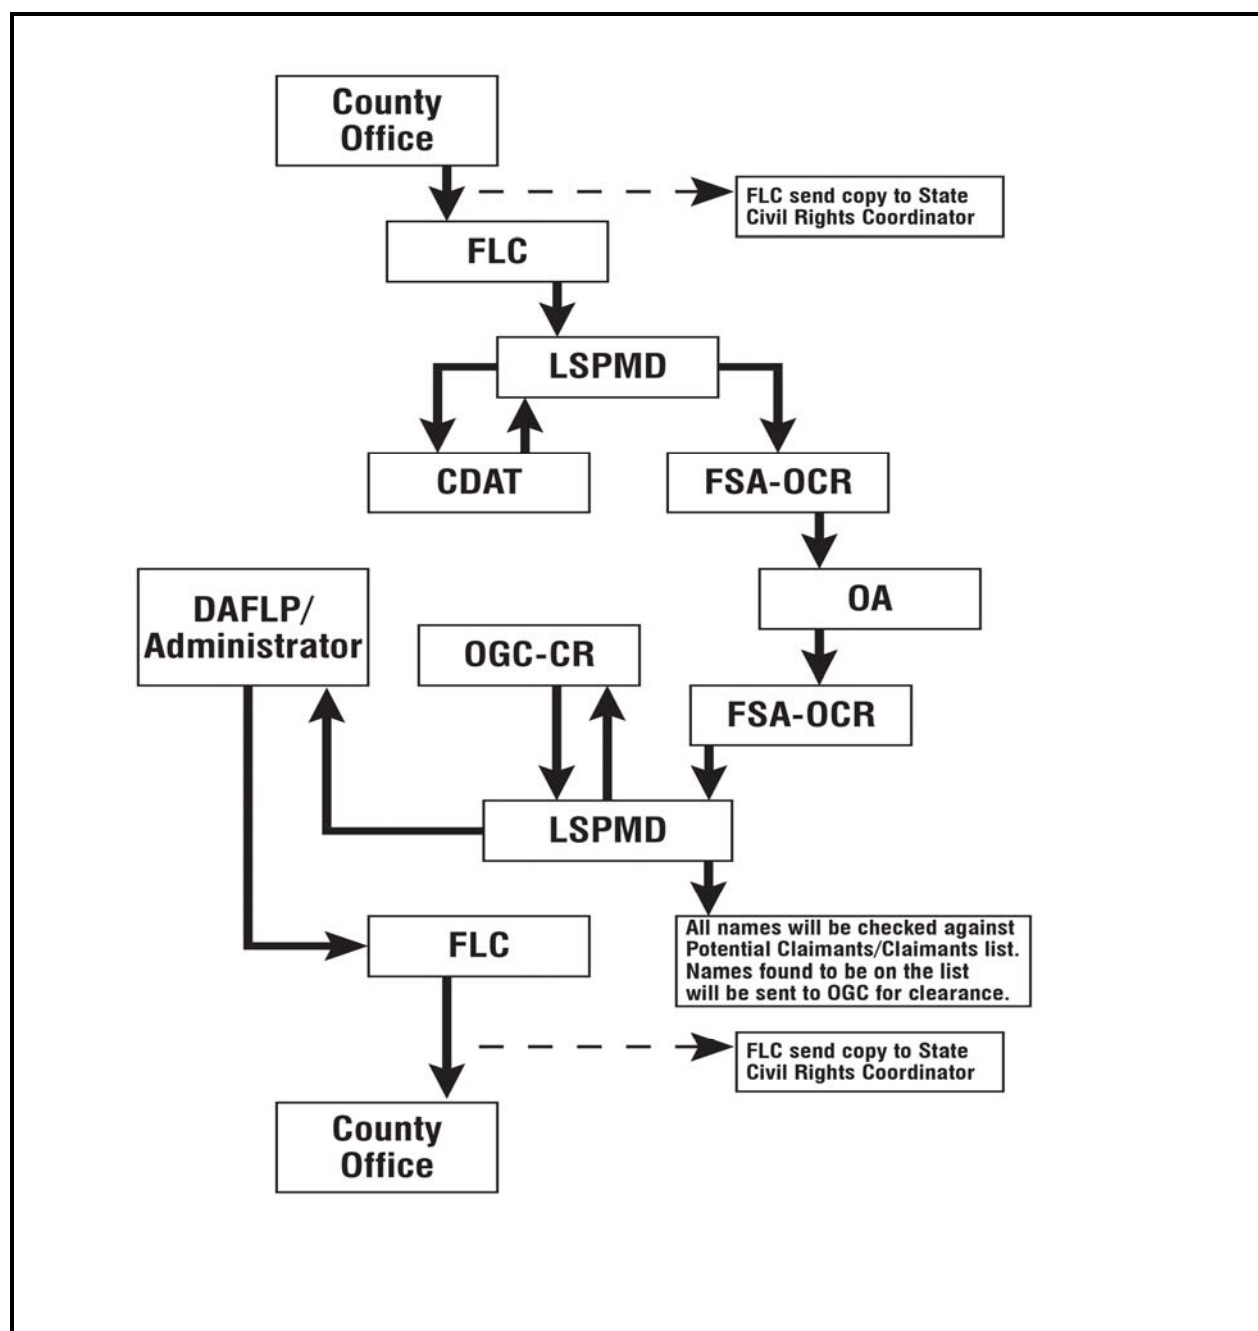 County
Office
FLC send copy to State
Civil Rights Coordinator
FLC
LSPMD
CDAT
FSA-OCR
DAFLP/
Administrator
OA
OGC-CR
FSA-OCR
LSPMD
FLC
All names will be checked against
Potential Claimants/Claimants list.
Names found to be on the list
will be sent to OGC for clearance.
FLC send copy to State
Civil Rights Coordinator
County
Office